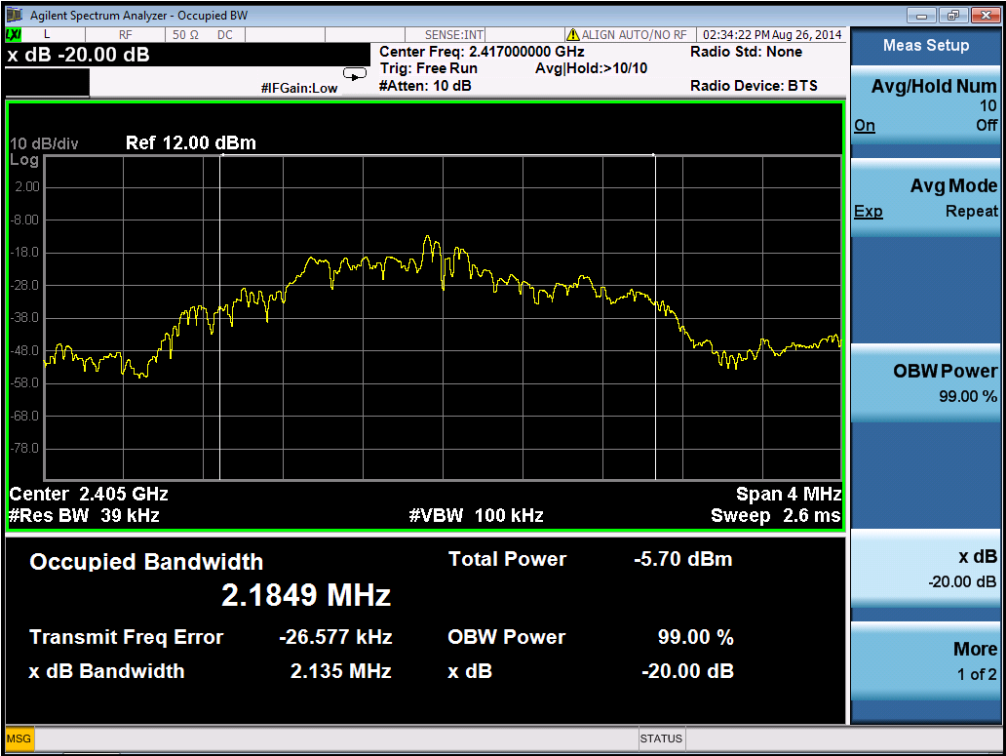 Agilent Spectrum Analyzer - Occupied BW
LXI L RF 50 Ω DC SENSE:INT ALIGN AUTO/NO RF 02:34:22 PM Aug 26, 2014
x dB -20.00 dB
Center Freq: 2.417000000 GHz Radio Std: None
Trig: Free Run Avg|Hold:>10/10
#IFGain:Low #Atten: 10 dB Radio Device: BTS
10 dB/div Ref 12.00 dBm
Log
2.00
-8.00
-18.0
-28.0
-38.0
-48.0
-58.0
-68.0
-78.0
Center 2.405 GHz Span 4 MHz
#Res BW 39 kHz #VBW 100 kHz Sweep 2.6 ms
Occupied Bandwidth Total Power -5.70 dBm
2.1849 MHz
Transmit Freq Error -26.577 kHz OBW Power 99.00 %
x dB Bandwidth 2.135 MHz x dB -20.00 dB
MSG STATUS
Meas Setup
Avg/Hold Num
10
On Off
Avg Mode
Exp Repeat
OBW Power
99.00 %
x dB
-20.00 dB
More
1 of 2